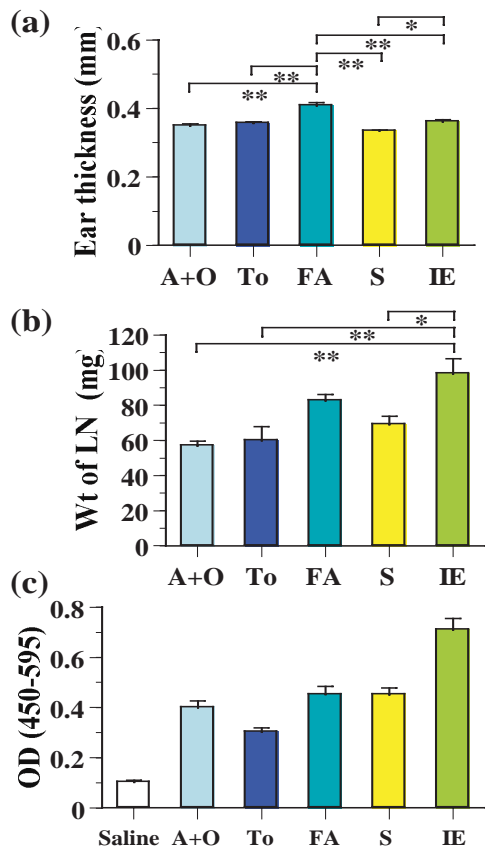 (a)
Ear thickness (mm)
0.6
0.4
0.2
0
*
**
**
**
**
A+O To FA S IE
(b)
Wt of LN (mg)
120
100
80
60
40
20
0
*
**
**
A+O To FA S IE
(c)
OD (450-595)
0.8
0.6
0.4
0.2
0
Saline A+O To FA S IE